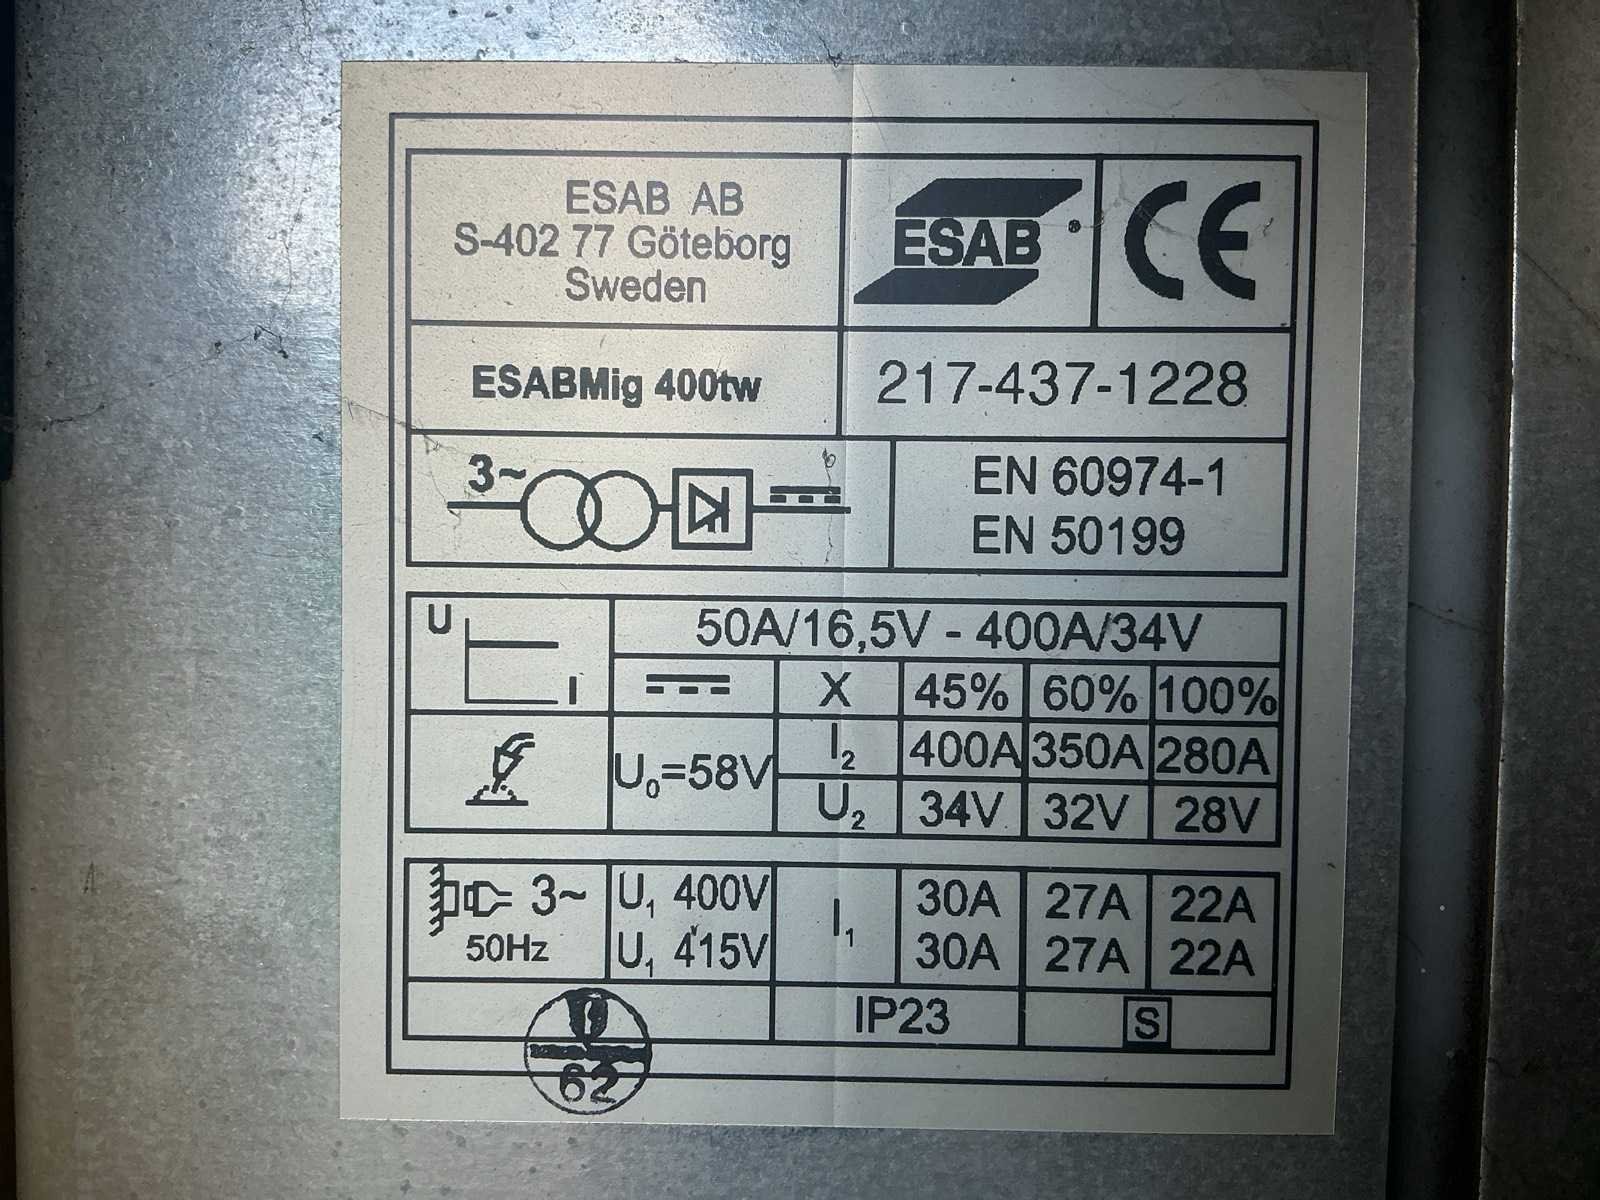 ESAB AB
S-402 77 Göteborg
Sweden
ESAB ®
CE
ESABMig 400tw
217-437-1228
3~
EN 60974-1
EN 50199
U
I
50A/16,5V - 400A/34V
X 45% 60% 100%
U₀=58V
I₂ 400A 350A 280A
U₂ 34V 32V 28V
3~
50Hz
U₁ 400V
U₁ 415V
I₁
30A 27A 22A
30A 27A 22A
IP23
S
62